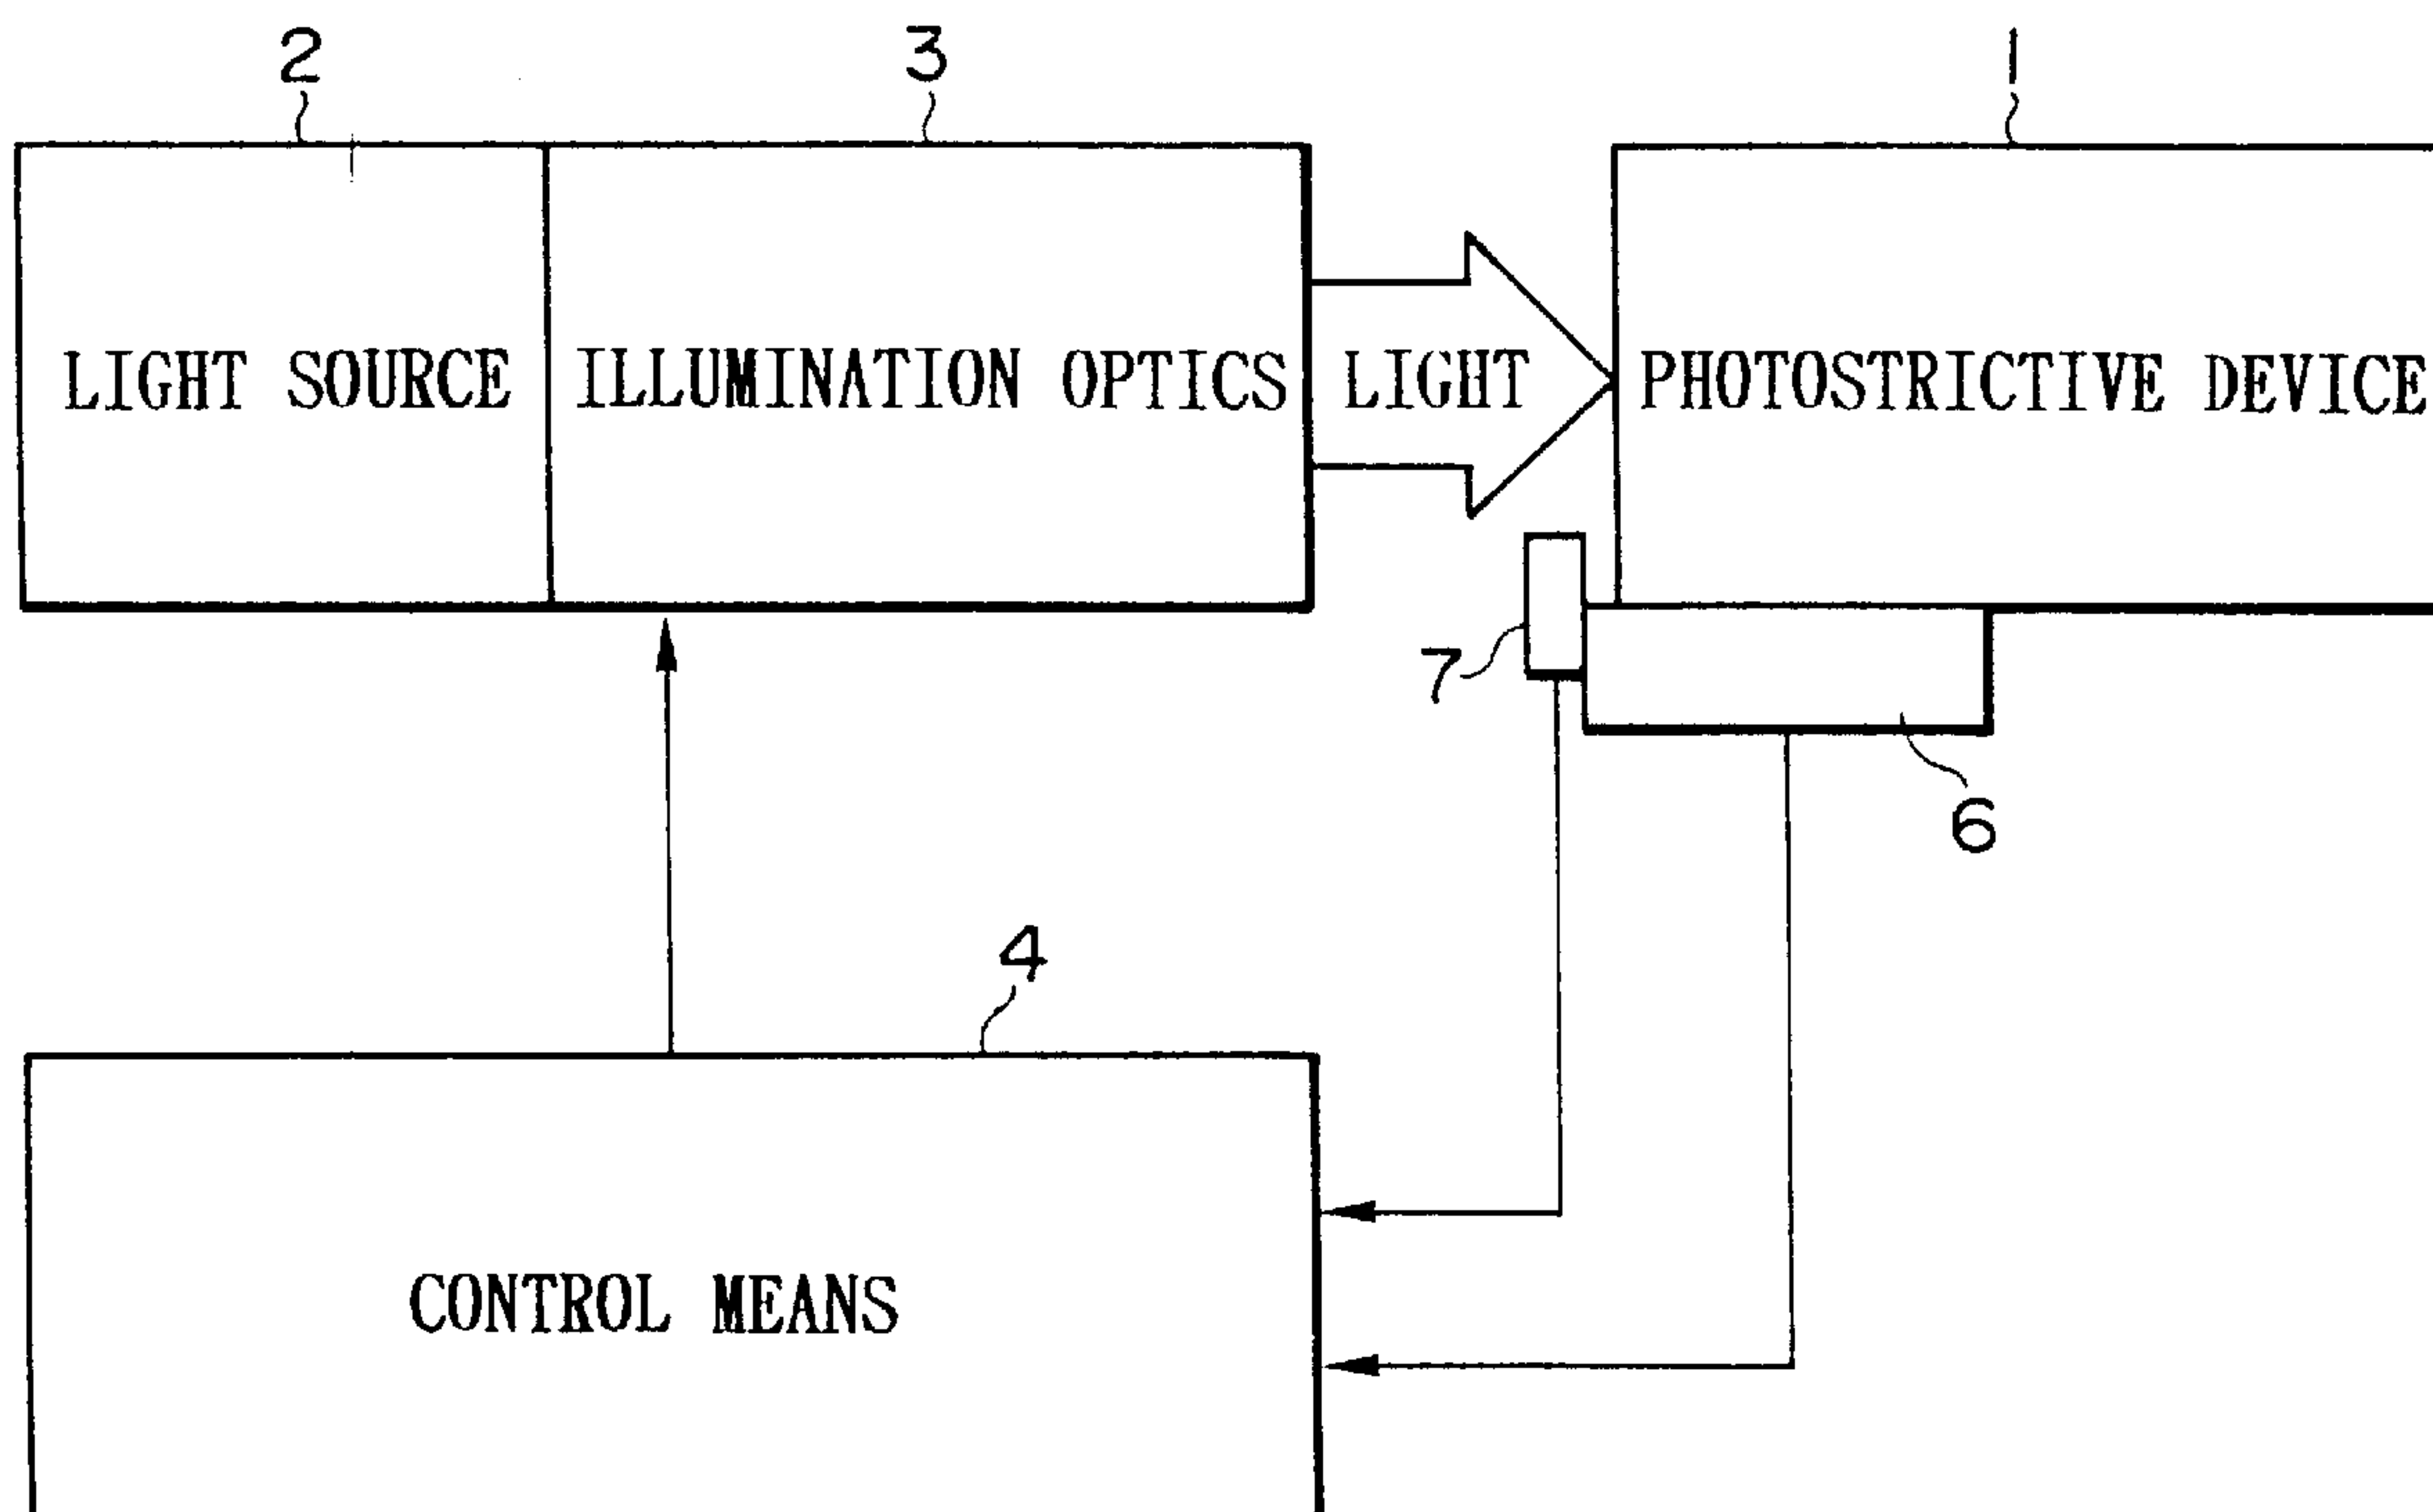 2
3
1
LIGHT SOURCE
ILLUMINATION OPTICS
LIGHT
PHOTOSTRICTIVE DEVICE
7
6
4
CONTROL MEANS